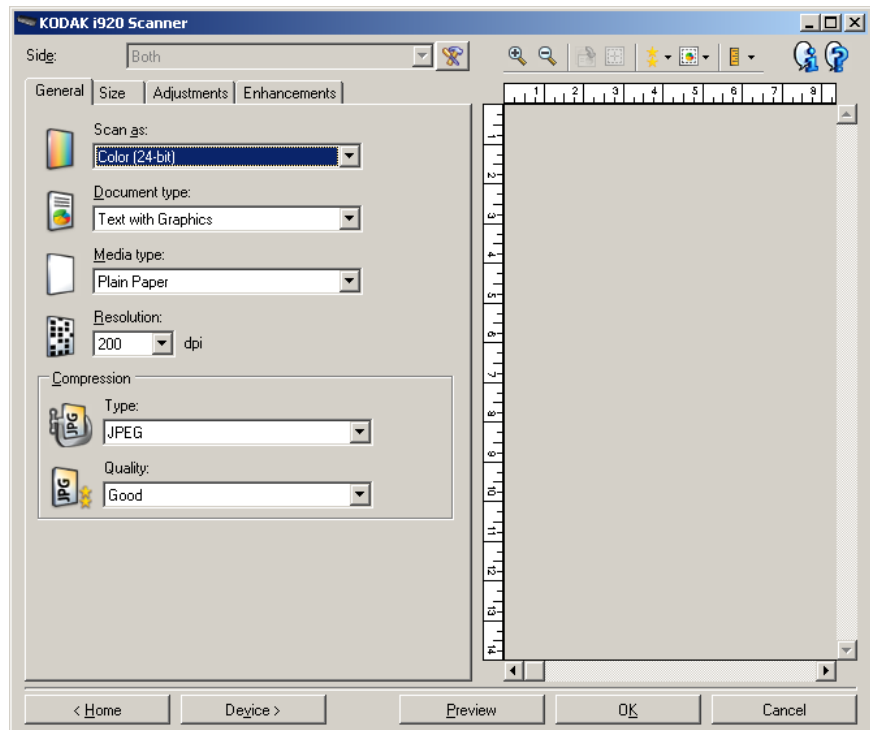 KODAK i920 Scanner
Side: Both
General Size Adjustments Enhancements
Scan as:
Color (24-bit)
Document type:
Text with Graphics
Media type:
Plain Paper
Resolution:
200 dpi
Compression
Type:
JPG
JPEG
Quality:
JPG
Good
1 2 3 4 5 6 7 8
1
2
3
4
5
6
7
8
9
10
11
12
13
14
< Home Device > Preview OK Cancel